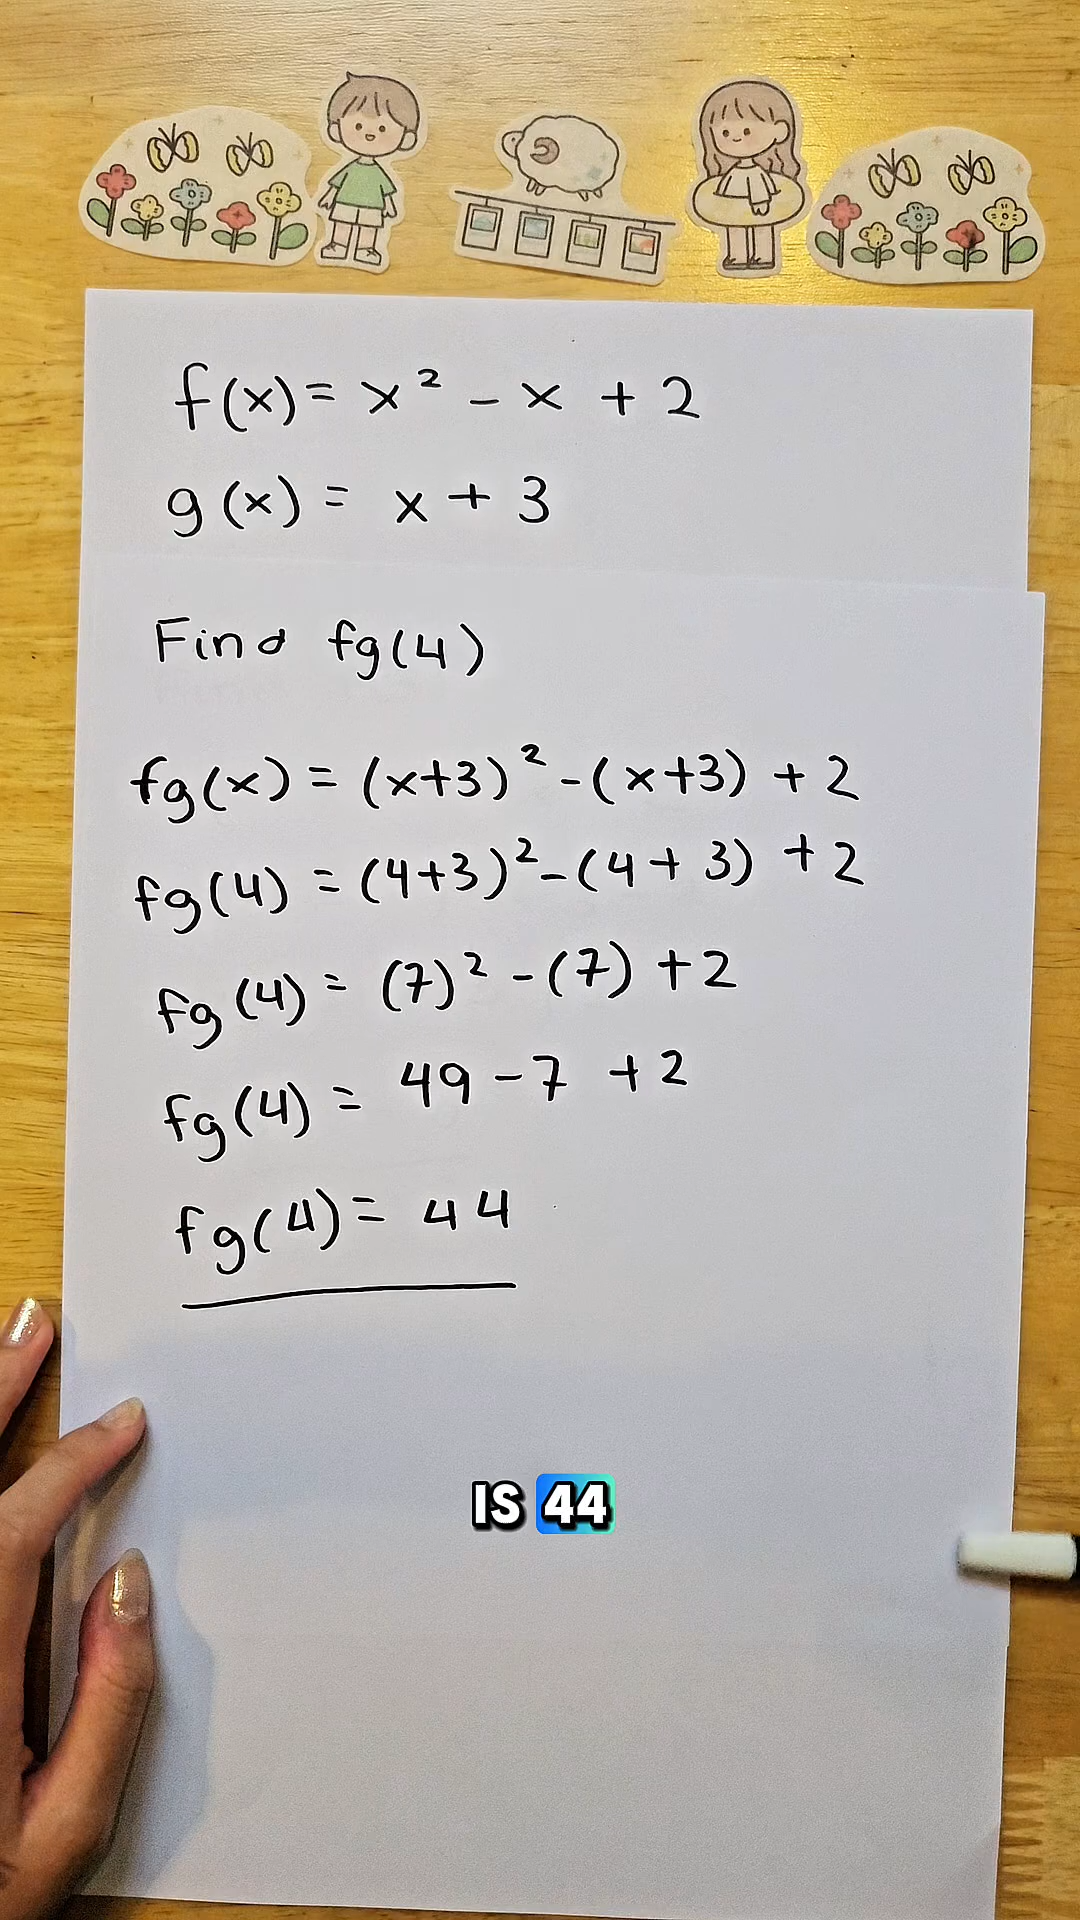 f(x) = x² - x + 2
g(x) = x + 3
Find fg(4)
fg(x) = (x+3)² - (x+3) + 2
fg(4) = (4+3)² - (4+3) + 2
fg(4) = (7)² - (7) + 2
fg(4) = 49 - 7 + 2
fg(4) = 44
IS 44